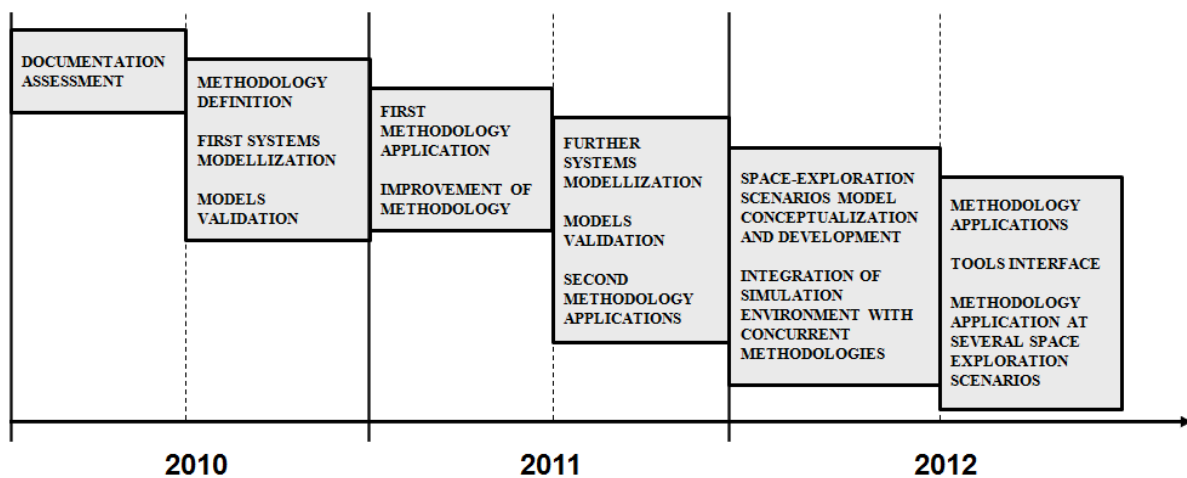 DOCUMENTATION
ASSESSMENT
METHODOLOGY
DEFINITION
FIRST SYSTEMS
MODELLIZATION
MODELS
VALIDATION
FIRST
METHODOLOGY
APPLICATION
IMPROVEMENT OF
METHODOLOGY
FURTHER
SYSTEMS
MODELLIZATION
MODELS
VALIDATION
SECOND
METHODOLOGY
APPLICATIONS
SPACE-EXPLORATION
SCENARIOS MODEL
CONCEPTUALIZATION
AND DEVELOPMENT
INTEGRATION OF
SIMULATION
ENVIRONMENT WITH
CONCURRENT
METHODOLOGIES
METHODOLOGY
APPLICATIONS
TOOLS INTERFACE
METHODOLOGY
APPLICATION AT
SEVERAL SPACE
EXPLORATION
SCENARIOS
2010
2011
2012